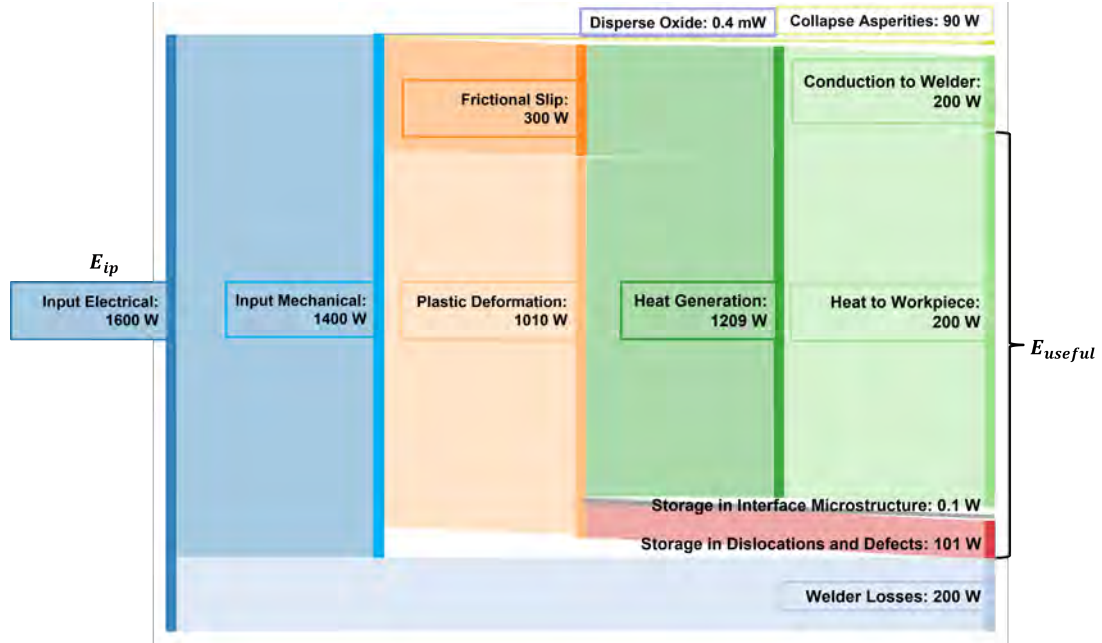 Disperse Oxide: 0.4 mW
Collapse Asperities: 90 W
Frictional Slip:
300 W
Conduction to Welder:
200 W
E_ip
Input Electrical:
1600 W
Input Mechanical:
1400 W
Plastic Deformation:
1010 W
Heat Generation:
1209 W
Heat to Workpiece:
200 W
E_useful
Storage in Interface Microstructure: 0.1 W
Storage in Dislocations and Defects: 101 W
Welder Losses: 200 W